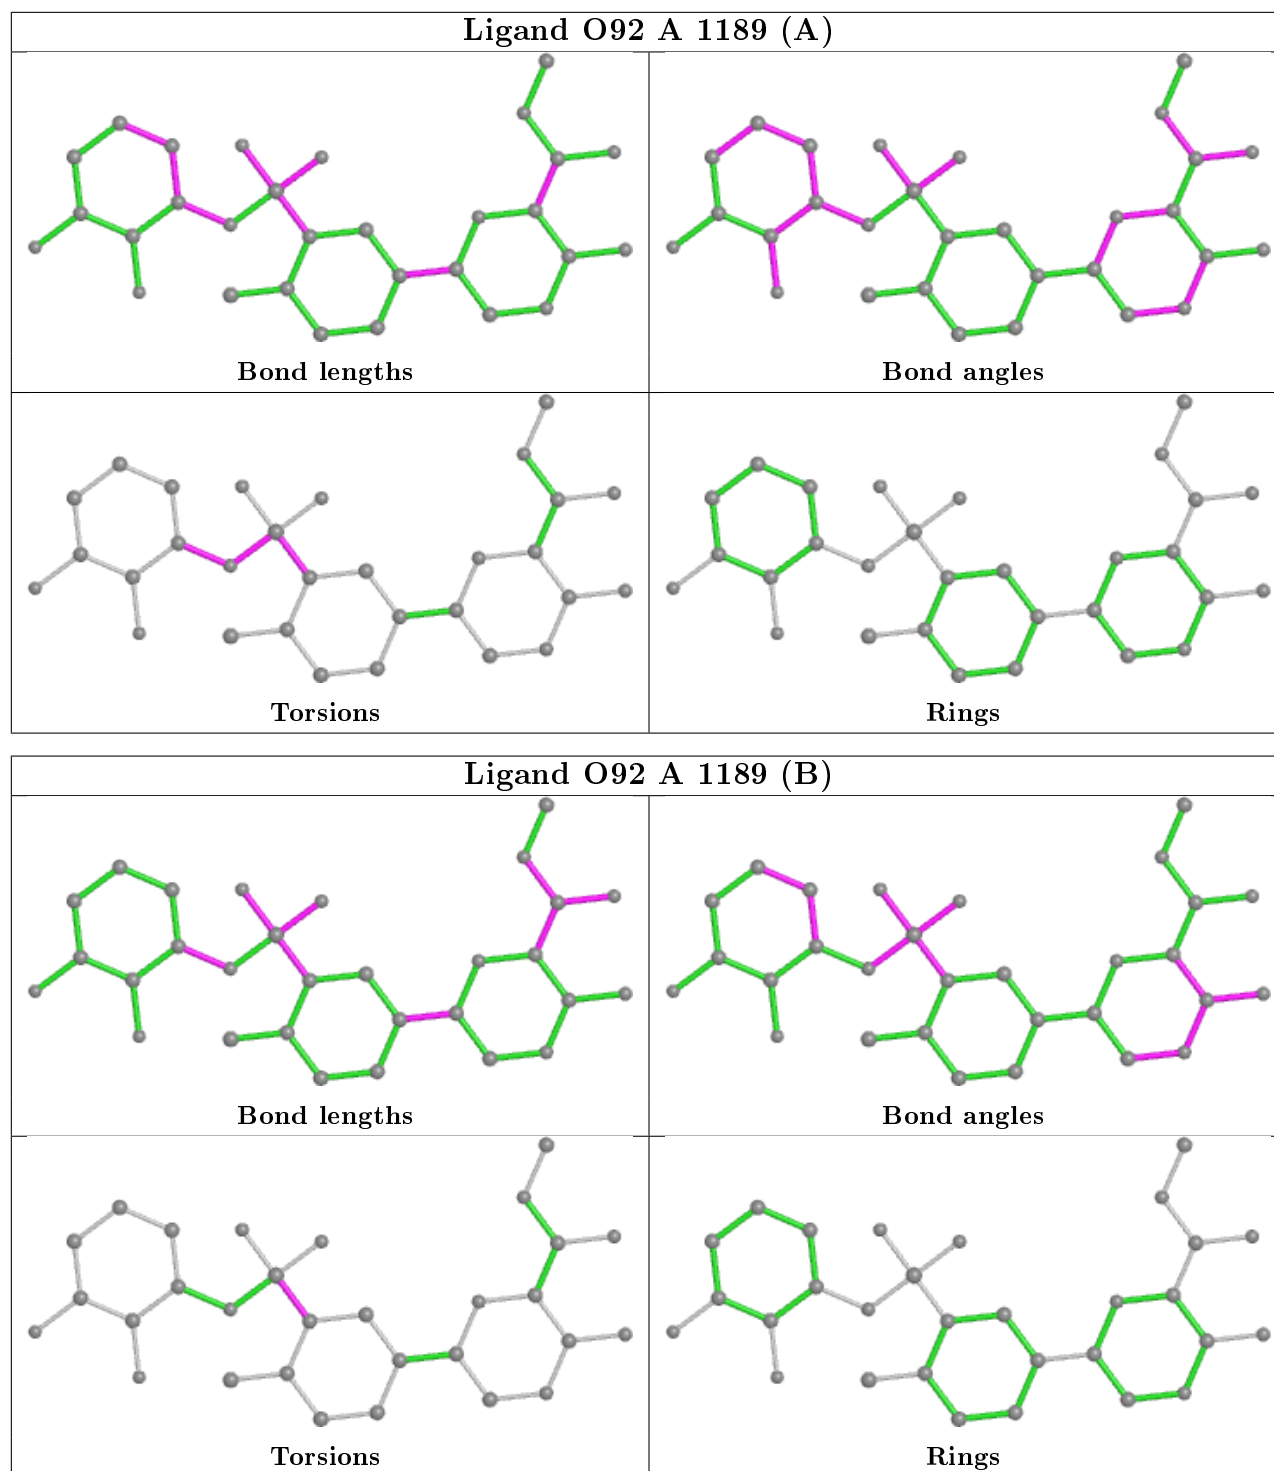 Ligand O92 A 1189 (A)
Bond lengths
Bond angles
Torsions
Rings
Ligand O92 A 1189 (B)
Bond lengths
Bond angles
Torsions
Rings